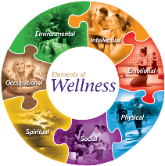 Environmental
Intellectual
Occupational
Emotional
Elements of
Wellness
Spiritual
Physical
Social